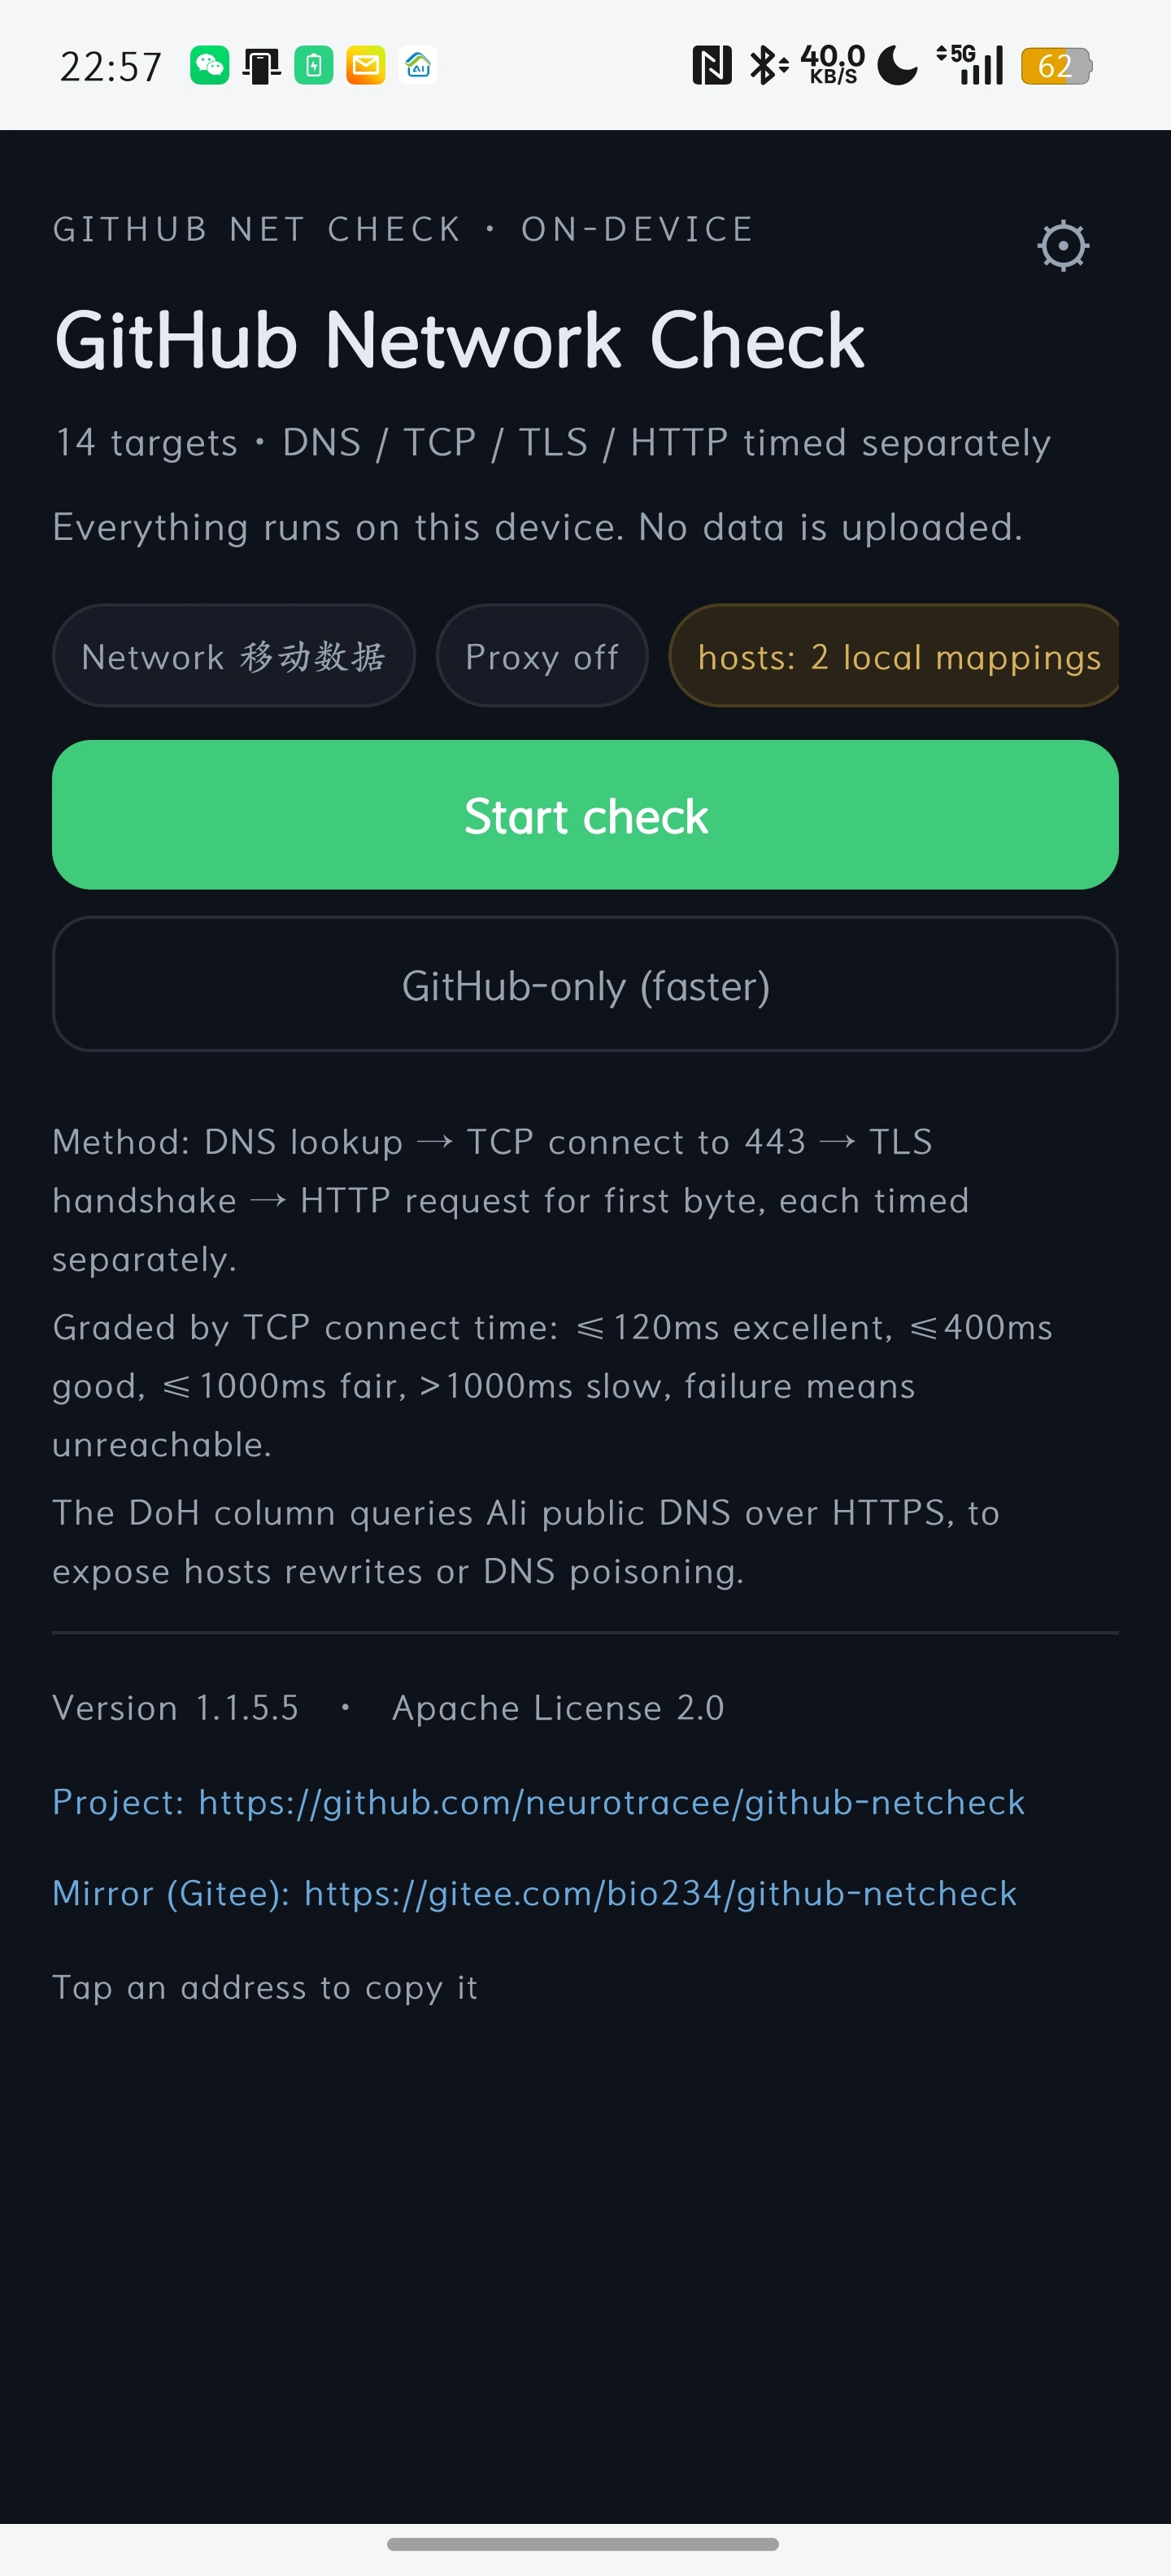 22:57
AI
40.0
KB/S
5G
62
GITHUB NET CHECK • ON-DEVICE
GitHub Network Check
14 targets • DNS / TCP / TLS / HTTP timed separately
Everything runs on this device. No data is uploaded.
Network 移动数据
Proxy off
hosts: 2 local mappings
Start check
GitHub-only (faster)
Method: DNS lookup → TCP connect to 443 → TLS
handshake → HTTP request for first byte, each timed
separately.
Graded by TCP connect time: ≤120ms excellent, ≤400ms
good, ≤1000ms fair, >1000ms slow, failure means
unreachable.
The DoH column queries Ali public DNS over HTTPS, to
expose hosts rewrites or DNS poisoning.
Version 1.1.5.5 • Apache License 2.0
Project: https://github.com/neurotracee/github-netcheck
Mirror (Gitee): https://gitee.com/bio234/github-netcheck
Tap an address to copy it